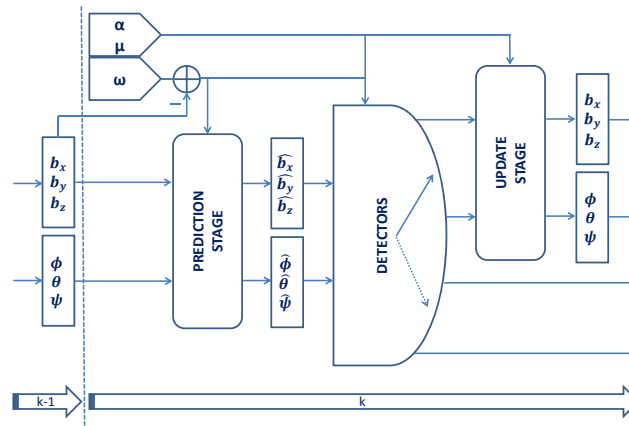 α
μ
ω
b_x
b_y
b_z
ϕ
θ
ψ
PREDICTION STAGE
b̂_x
b̂_y
b̂_z
ϕ̂
θ̂
ψ̂
DETECTORS
UPDATE STAGE
b_x
b_y
b_z
ϕ
θ
ψ
k-1
k